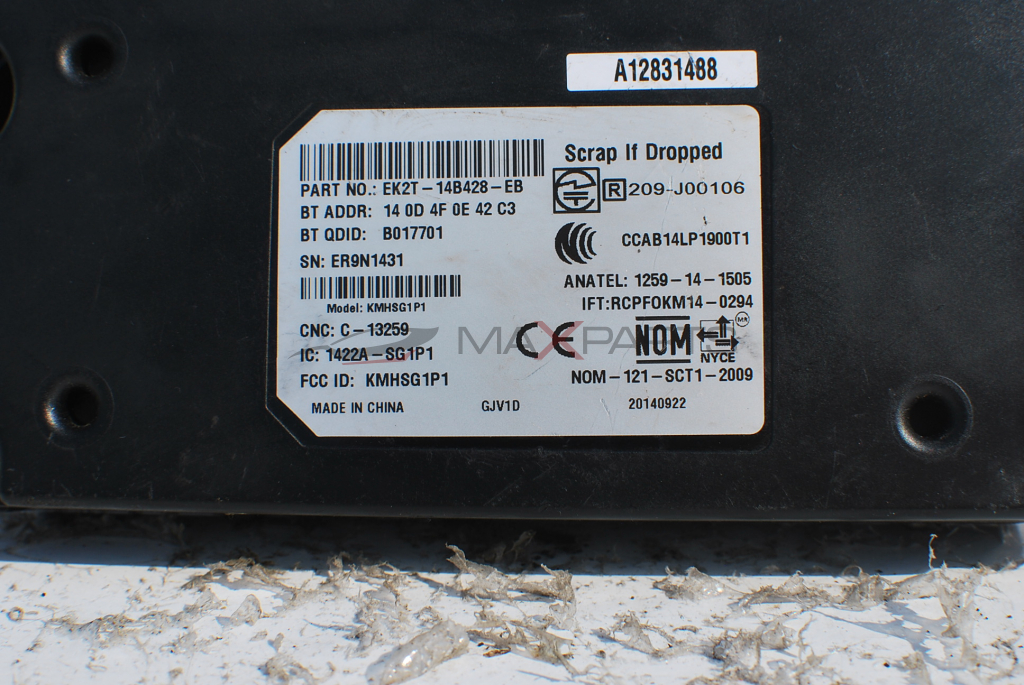 A12831488
Scrap If Dropped
PART NO.: EK2T-14B428-EB
R 209-J00106
BT ADDR: 14 0D 4F 0E 42 C3
BT QDID: B017701
CCAB14LP1900T1
SN: ER9N1431
ANATEL: 1259-14-1505
IFT:RCPFOKM14-0294
Model: KMHSG1P1
CNC: C-13259
MAXPARTS
CE
NOM
MR
NYCE
IC: 1422A-SG1P1
FCC ID: KMHSG1P1
NOM-121-SCT1-2009
MADE IN CHINA
GJV1D
20140922